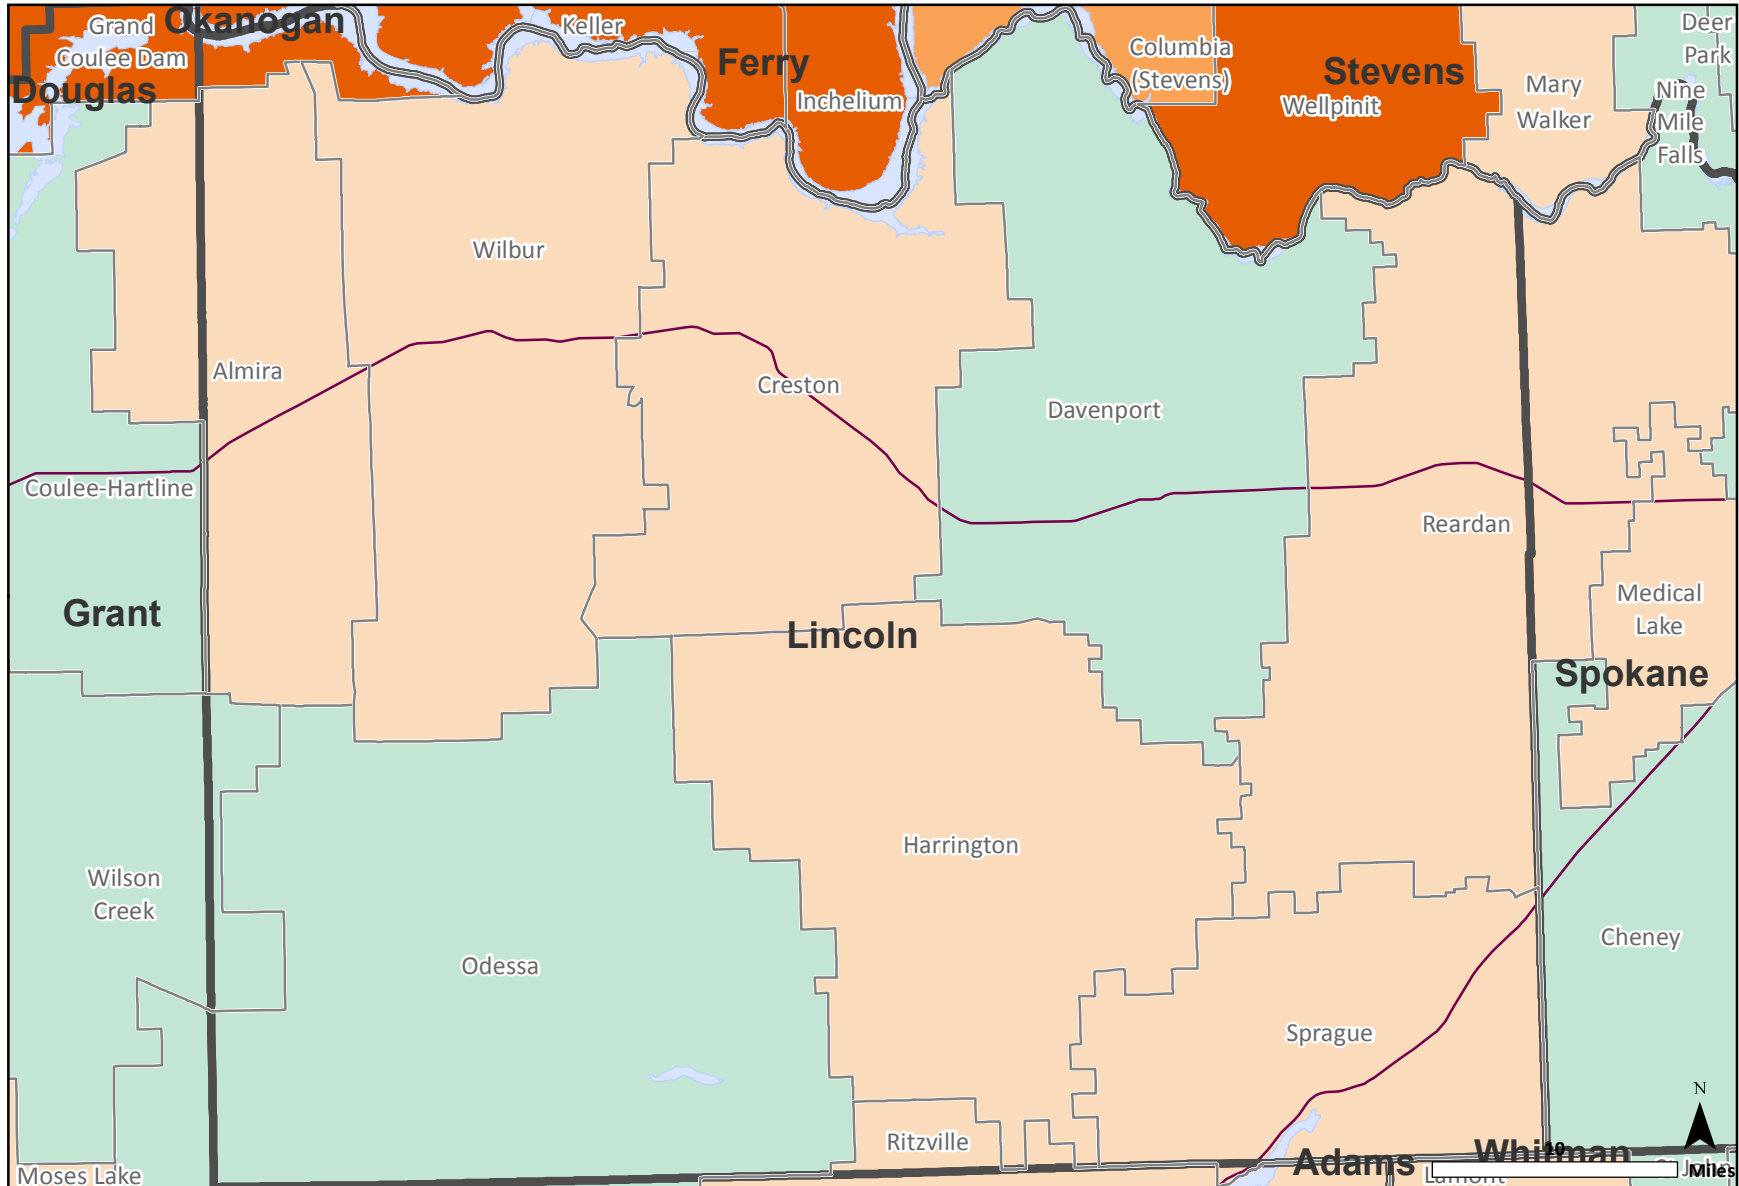 Grand
Coulee Dam
Okanogan
Keller
Ferry
Inchelium
Columbia
(Stevens)
Stevens
Wellpinit
Mary
Walker
Deer
Park
Nine
Mile
Falls
Douglas
Wilbur
Almira
Creston
Davenport
Coulee-Hartline
Reardan
Grant
Lincoln
Medical
Lake
Spokane
Harrington
Wilson
Creek
Odessa
Cheney
Sprague
N
Ritzville
Moses Lake
Adams
Whitman
10
Miles
Lamont